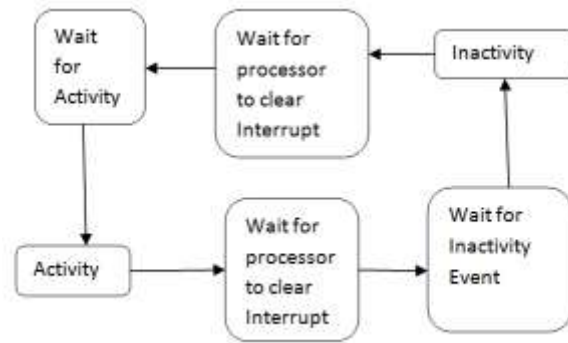 Wait
for
Activity
Wait for
processor
to clear
Interrupt
Inactivity
Activity
Wait for
processor
to clear
Interrupt
Wait for
Inactivity
Event